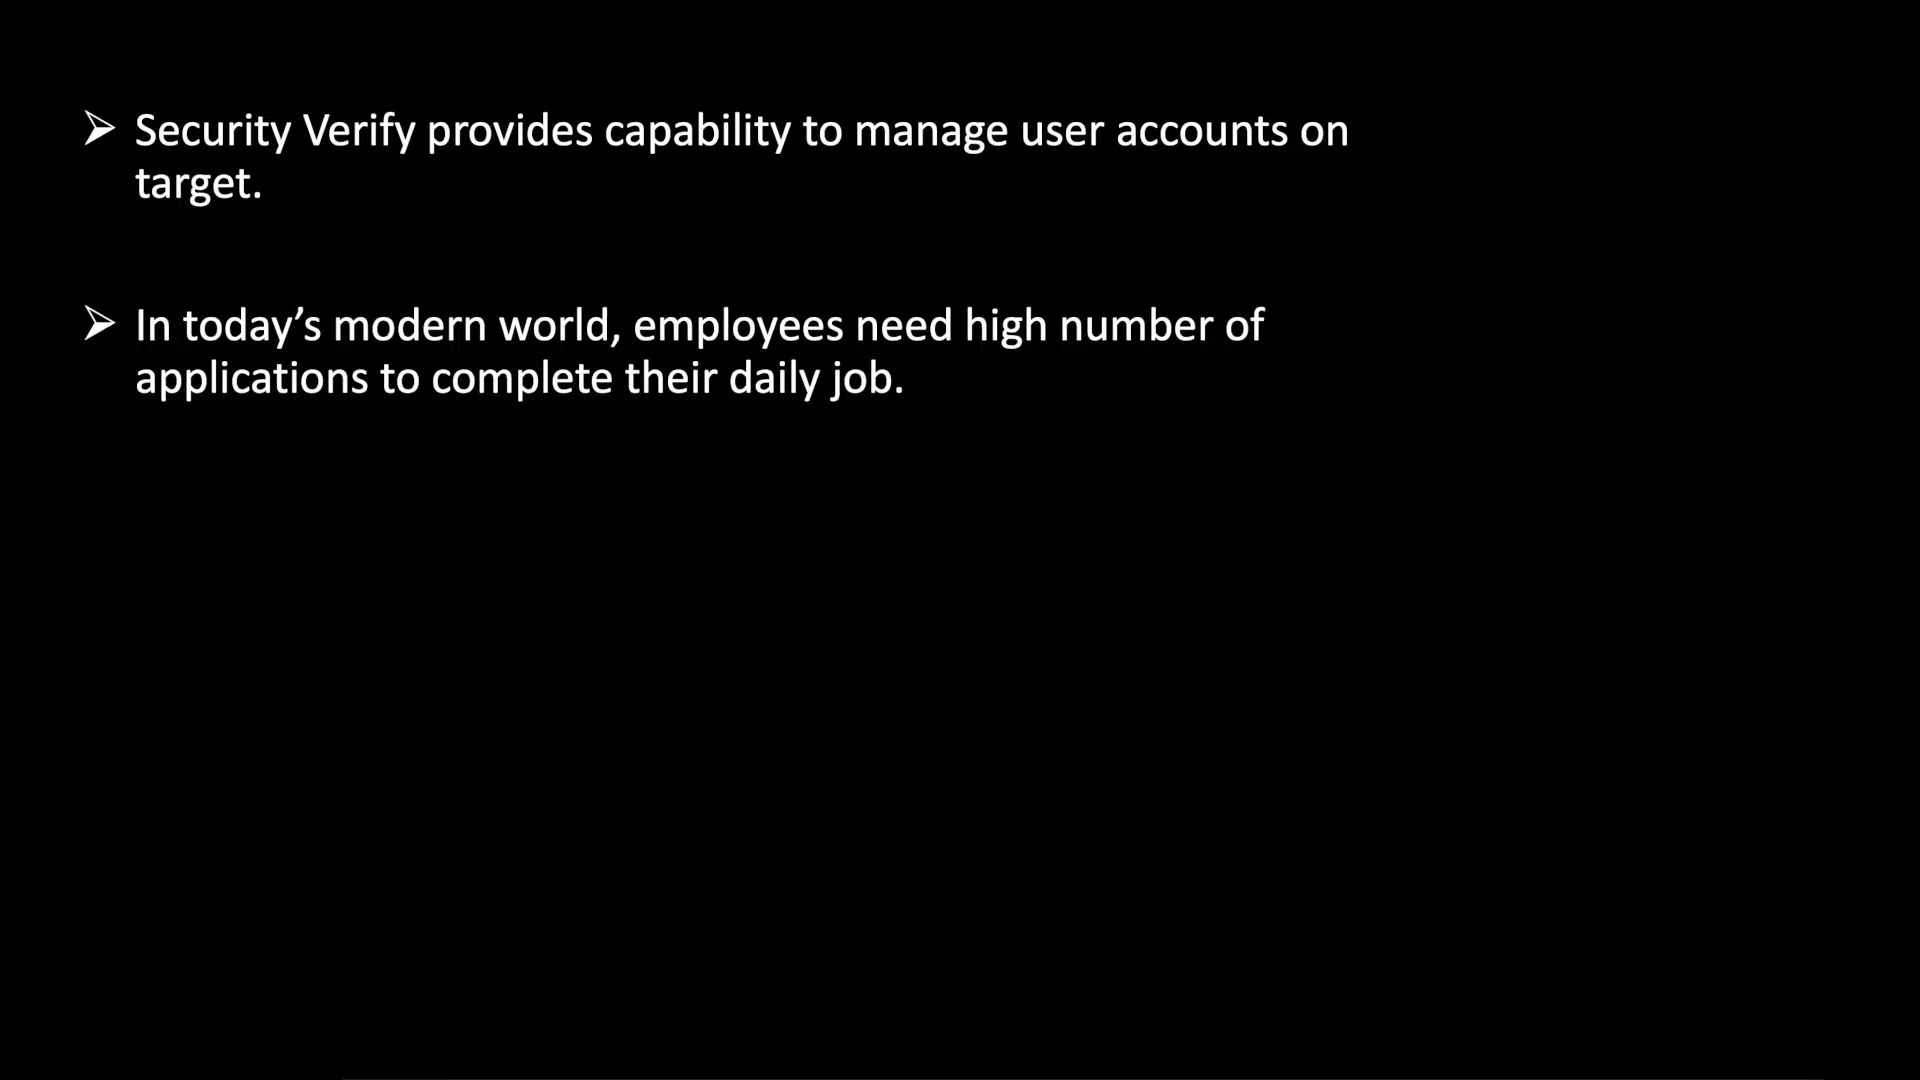 ➢ Security Verify provides capability to manage user accounts on
target.
➢ In today’s modern world, employees need high number of
applications to complete their daily job.